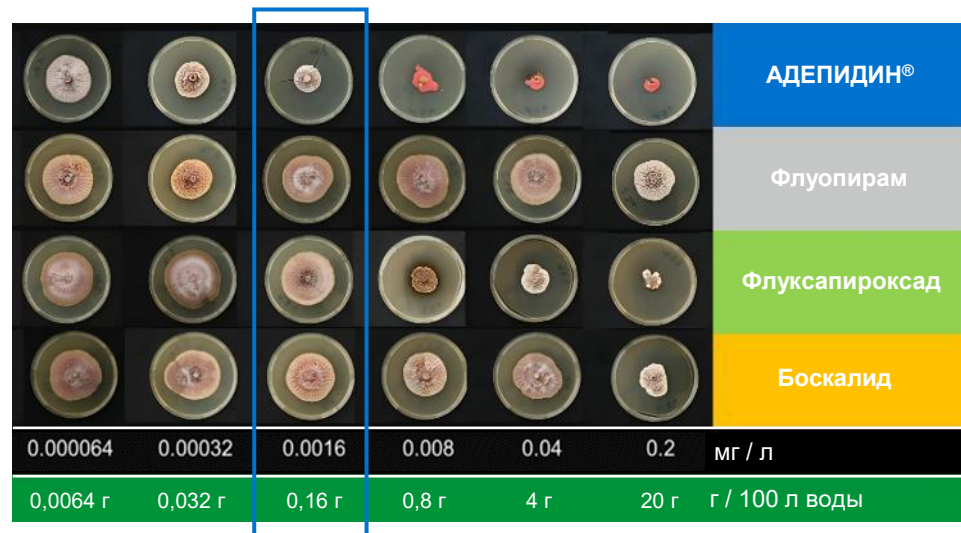 АДЕПИДИН®
Флуопирам
Флуксапироксад
Боскалид
0.000064 0.00032 0.0016 0.008 0.04 0.2 мг / л
0,0064 г 0,032 г 0,16 г 0,8 г 4 г 20 г г / 100 л воды